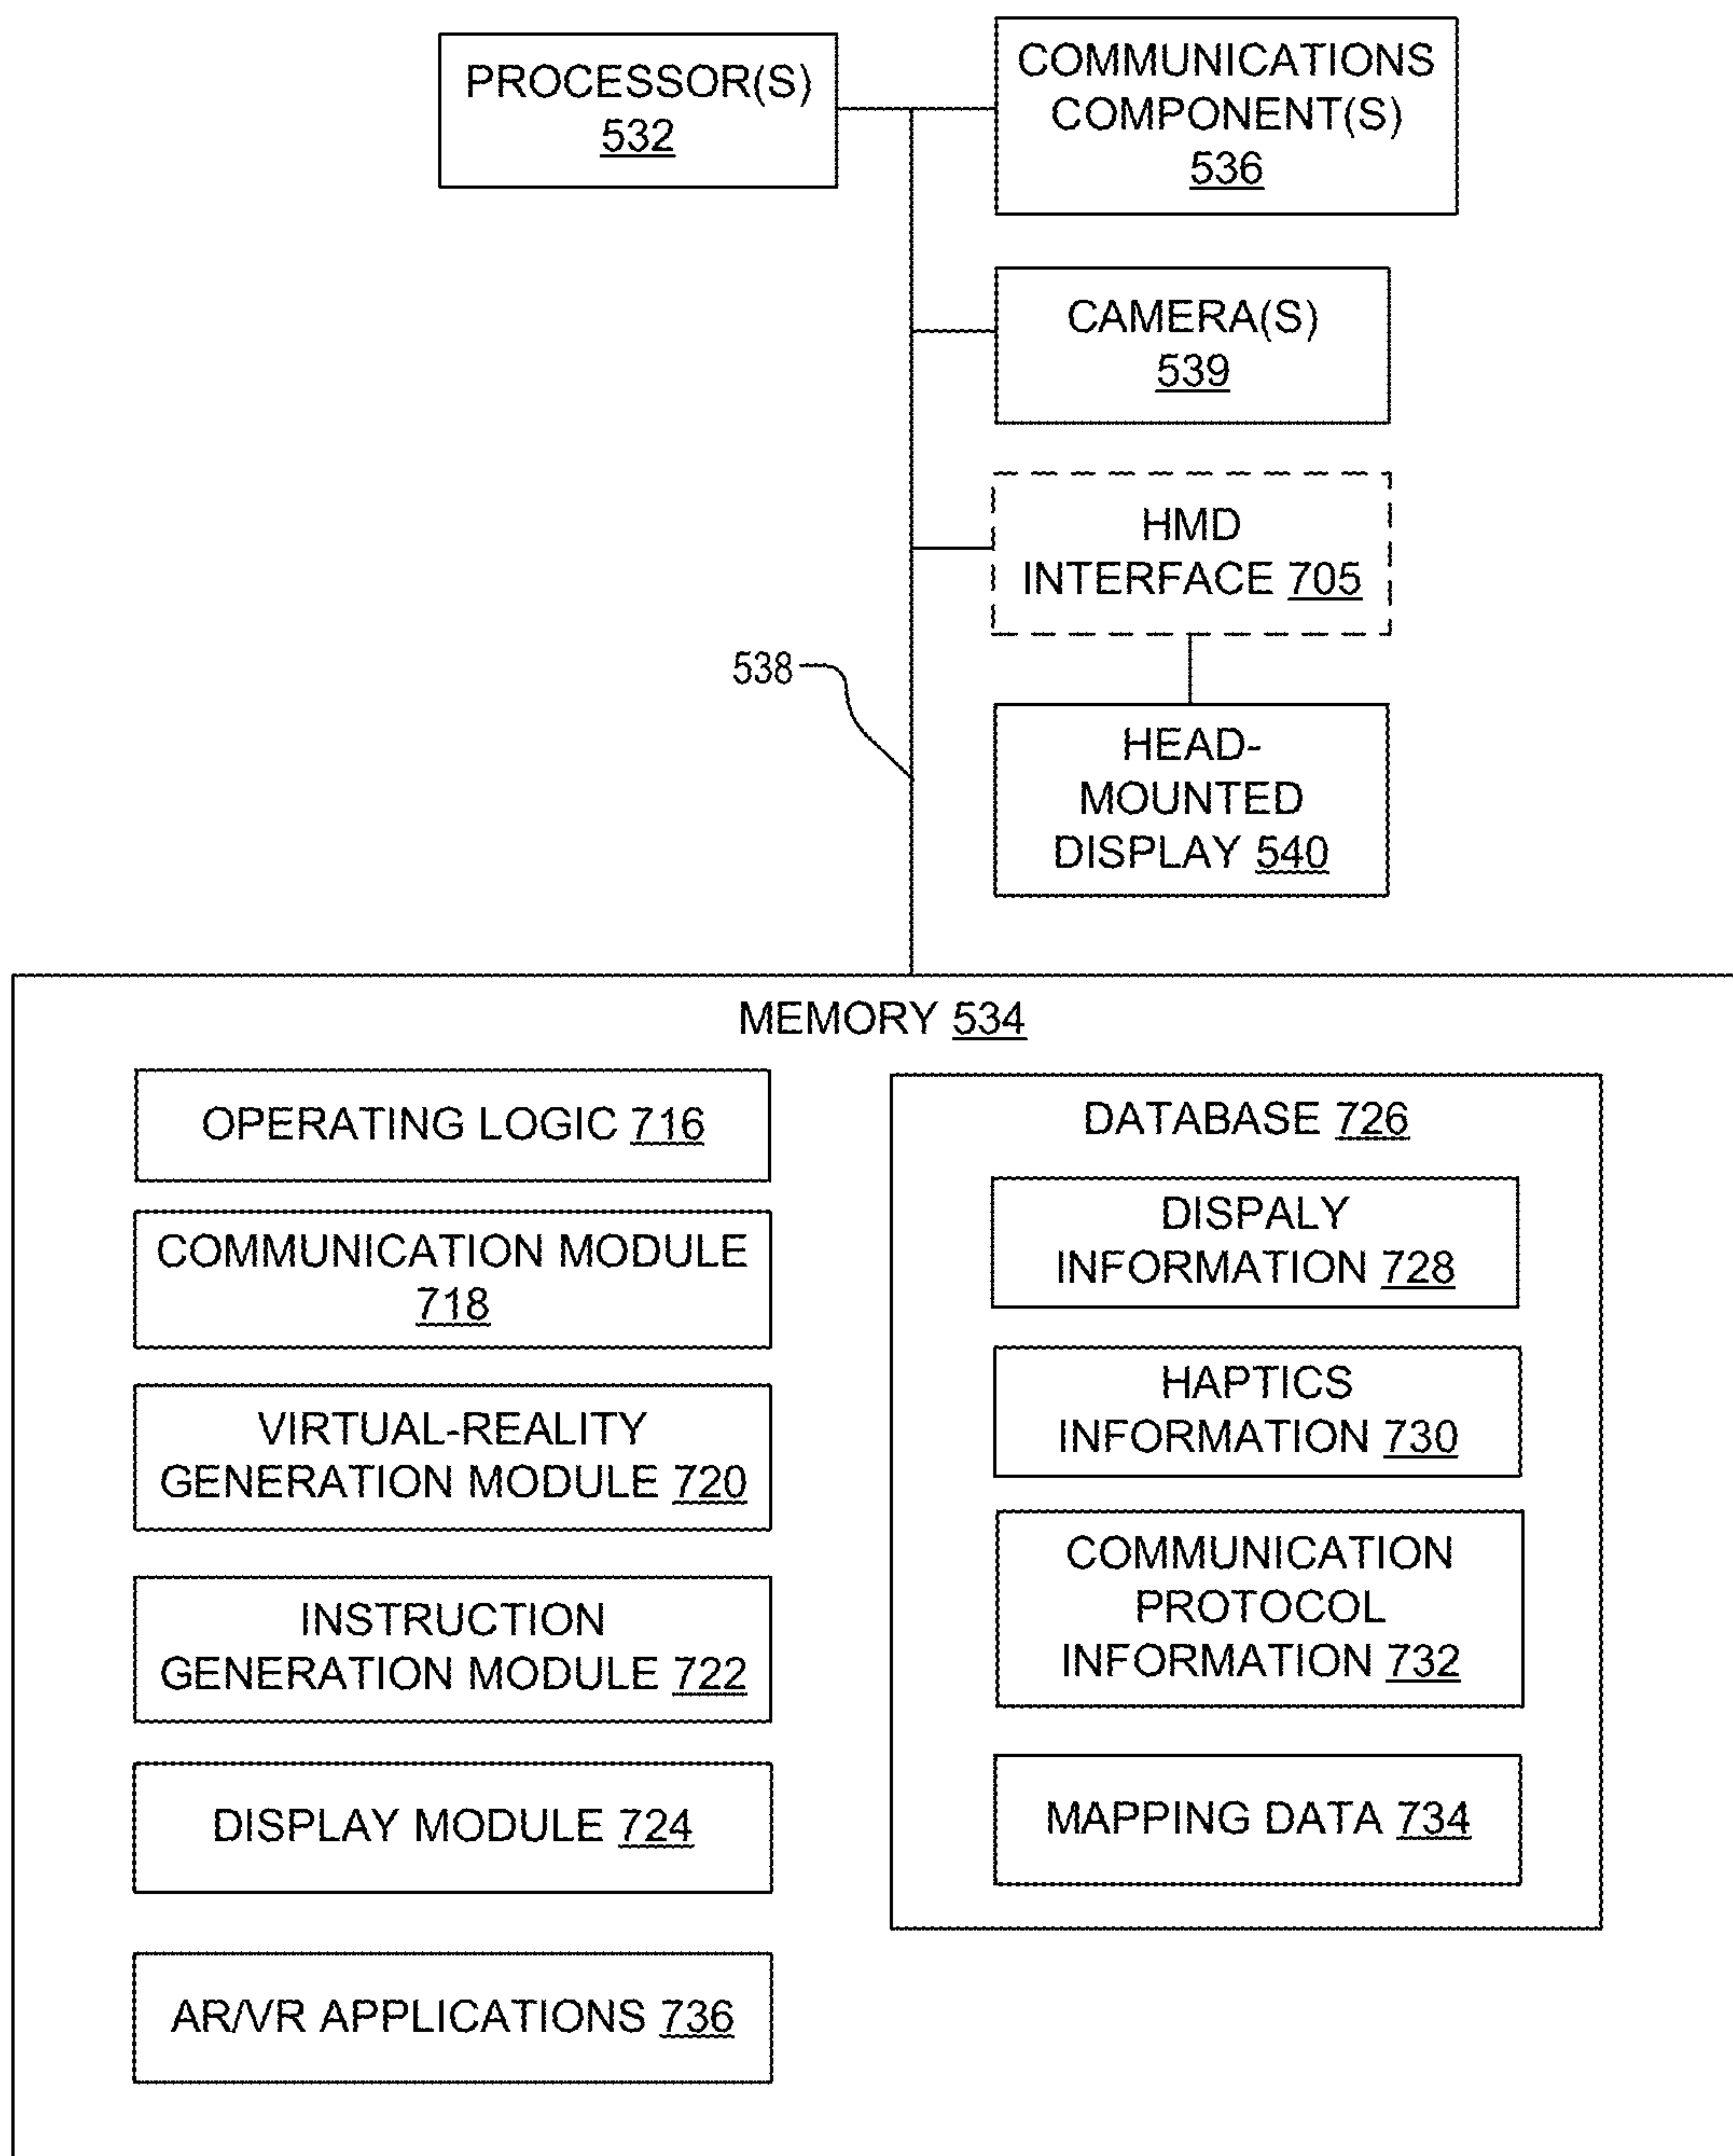 PROCESSOR(S)
532
COMMUNICATIONS
COMPONENT(S)
536
CAMERA(S)
539
HMD
INTERFACE 705
538
HEAD-
MOUNTED
DISPLAY 540
MEMORY 534
OPERATING LOGIC 716
COMMUNICATION MODULE
718
VIRTUAL-REALITY
GENERATION MODULE 720
INSTRUCTION
GENERATION MODULE 722
DISPLAY MODULE 724
AR/VR APPLICATIONS 736
DATABASE 726
DISPALY
INFORMATION 728
HAPTICS
INFORMATION 730
COMMUNICATION
PROTOCOL
INFORMATION 732
MAPPING DATA 734